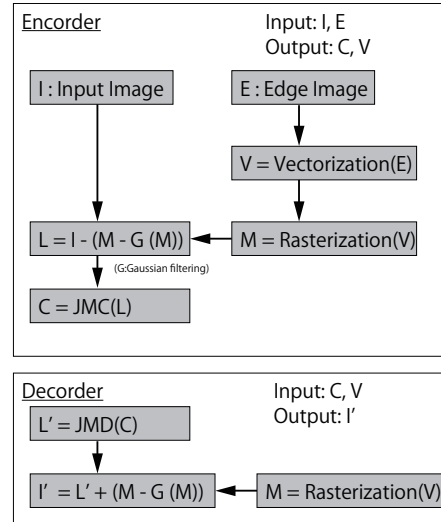 Encorder
Input: I, E
Output: C, V
I : Input Image
E : Edge Image
V = Vectorization(E)
L = I - (M - G (M))
M = Rasterization(V)
(G:Gaussian filtering)
C = JMC(L)
Decorder
Input: C, V
Output: I’
L’ = JMD(C)
I’ = L’ + (M - G (M))
M = Rasterization(V)